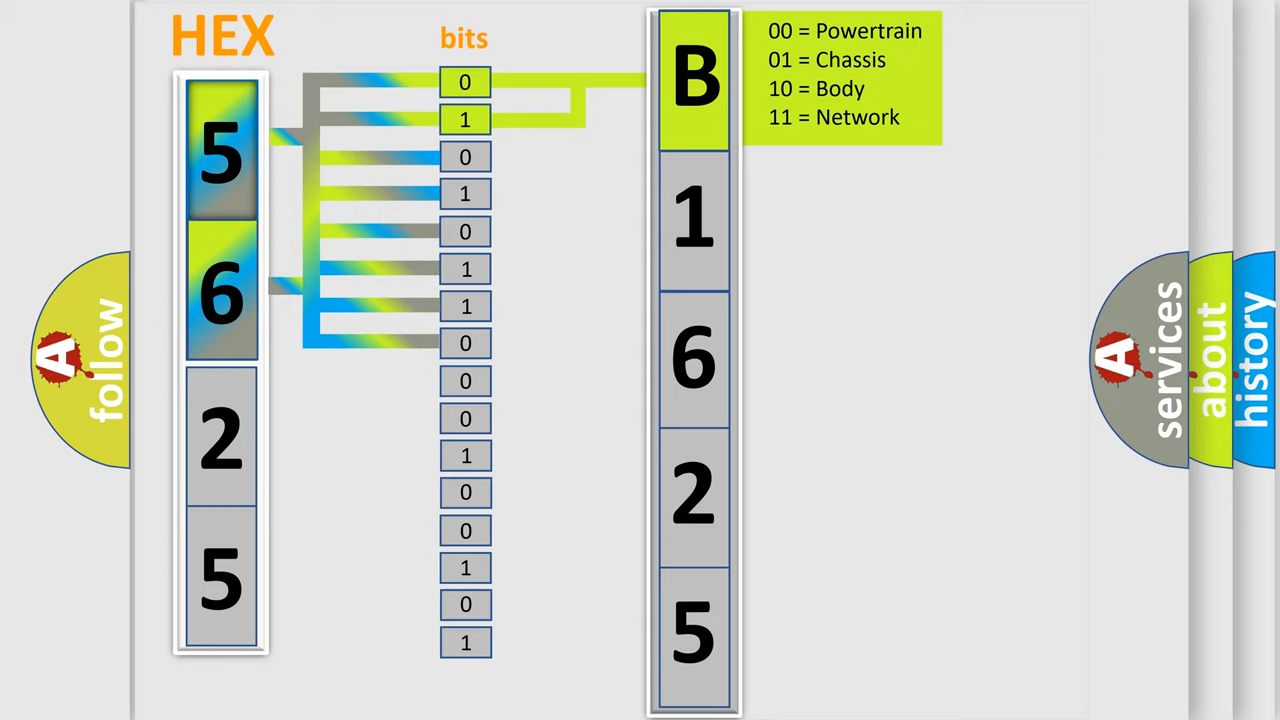 HEX
bits
5
6
2
5
0
1
0
1
0
1
1
0
0
0
1
0
0
1
0
1
B
1
6
2
5
00 = Powertrain
01 = Chassis
10 = Body
11 = Network
A
follow
A
services
about
history